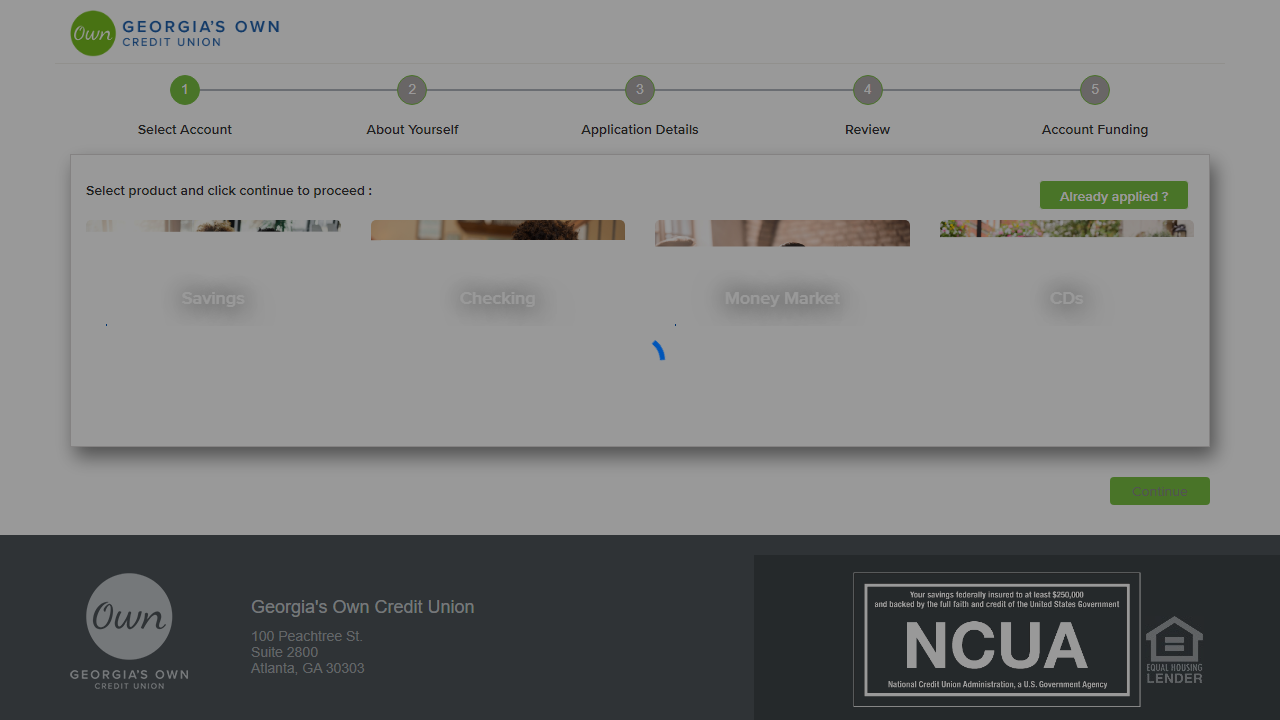 Own GEORGIA'S OWN
CREDIT UNION
1 2 3 4 5
Select Account About Yourself Application Details Review Account Funding
Select product and click continue to proceed :
Already applied ?
Savings Checking Money Market CDs
Continue
Own
GEORGIA'S OWN
CREDIT UNION
Georgia's Own Credit Union
100 Peachtree St.
Suite 2800
Atlanta, GA 30303
Your savings federally insured to at least $250,000
and backed by the full faith and credit of the United States Government
NCUA
National Credit Union Administration, a U.S. Government Agency
EQUAL HOUSING
LENDER